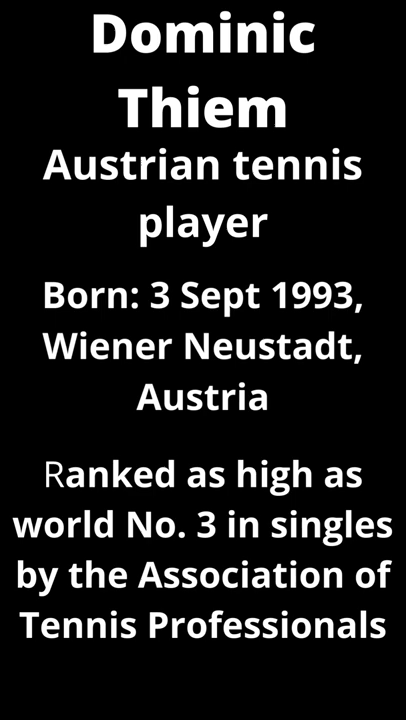 Dominic
Thiem
Austrian tennis
player
Born: 3 Sept 1993,
Wiener Neustadt,
Austria
Ranked as high as
world No. 3 in singles
by the Association of
Tennis Professionals